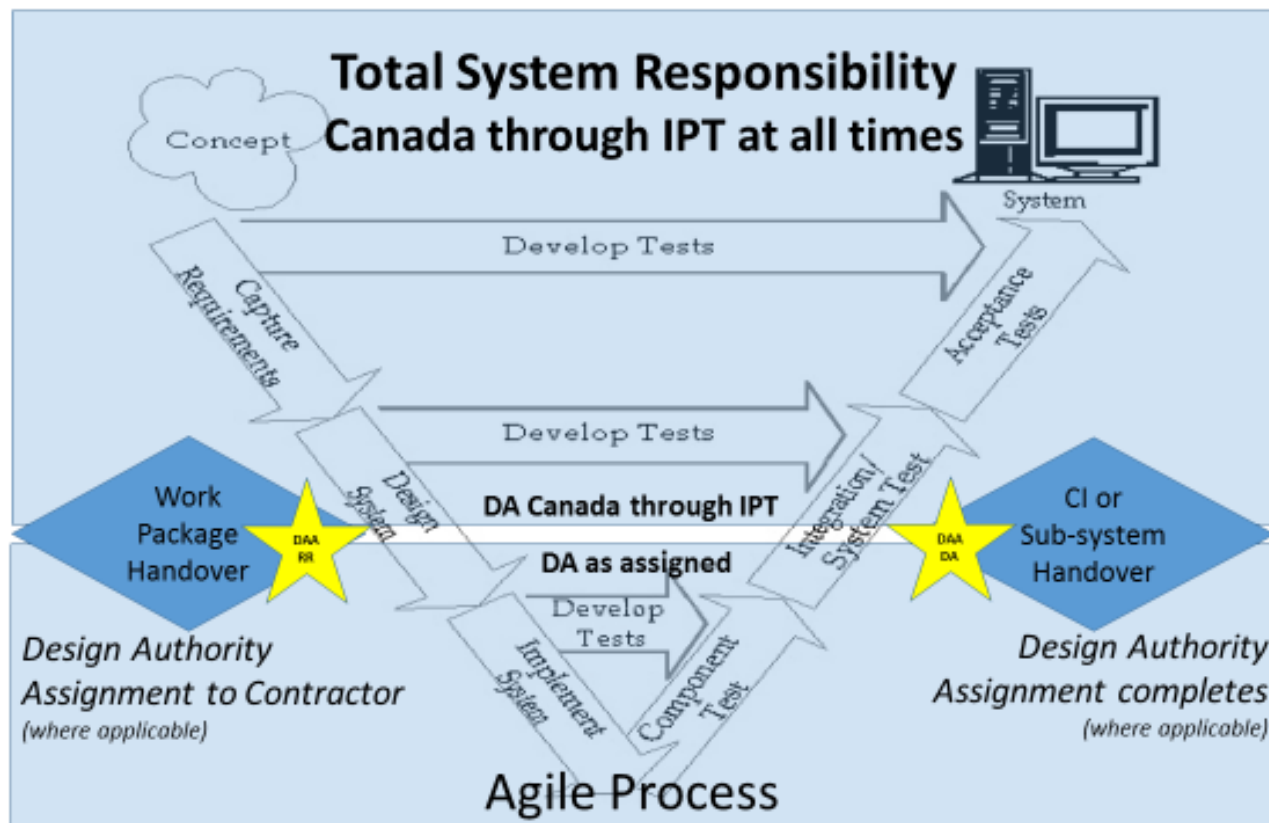 Total System Responsibility
Canada through IPT at all times
Concept
System
Develop Tests
Capture
Requirements
Acceptance
Tests
Develop Tests
Design
System
Integration/
System Test
DA Canada through IPT
Work
Package
Handover
DAA
RR
DAA
DA
CI or
Sub-system
Handover
DA as assigned
Develop
Tests
Implement
System
Component
Test
Design Authority
Assignment to Contractor
(where applicable)
Design Authority
Assignment completes
(where applicable)
Agile Process